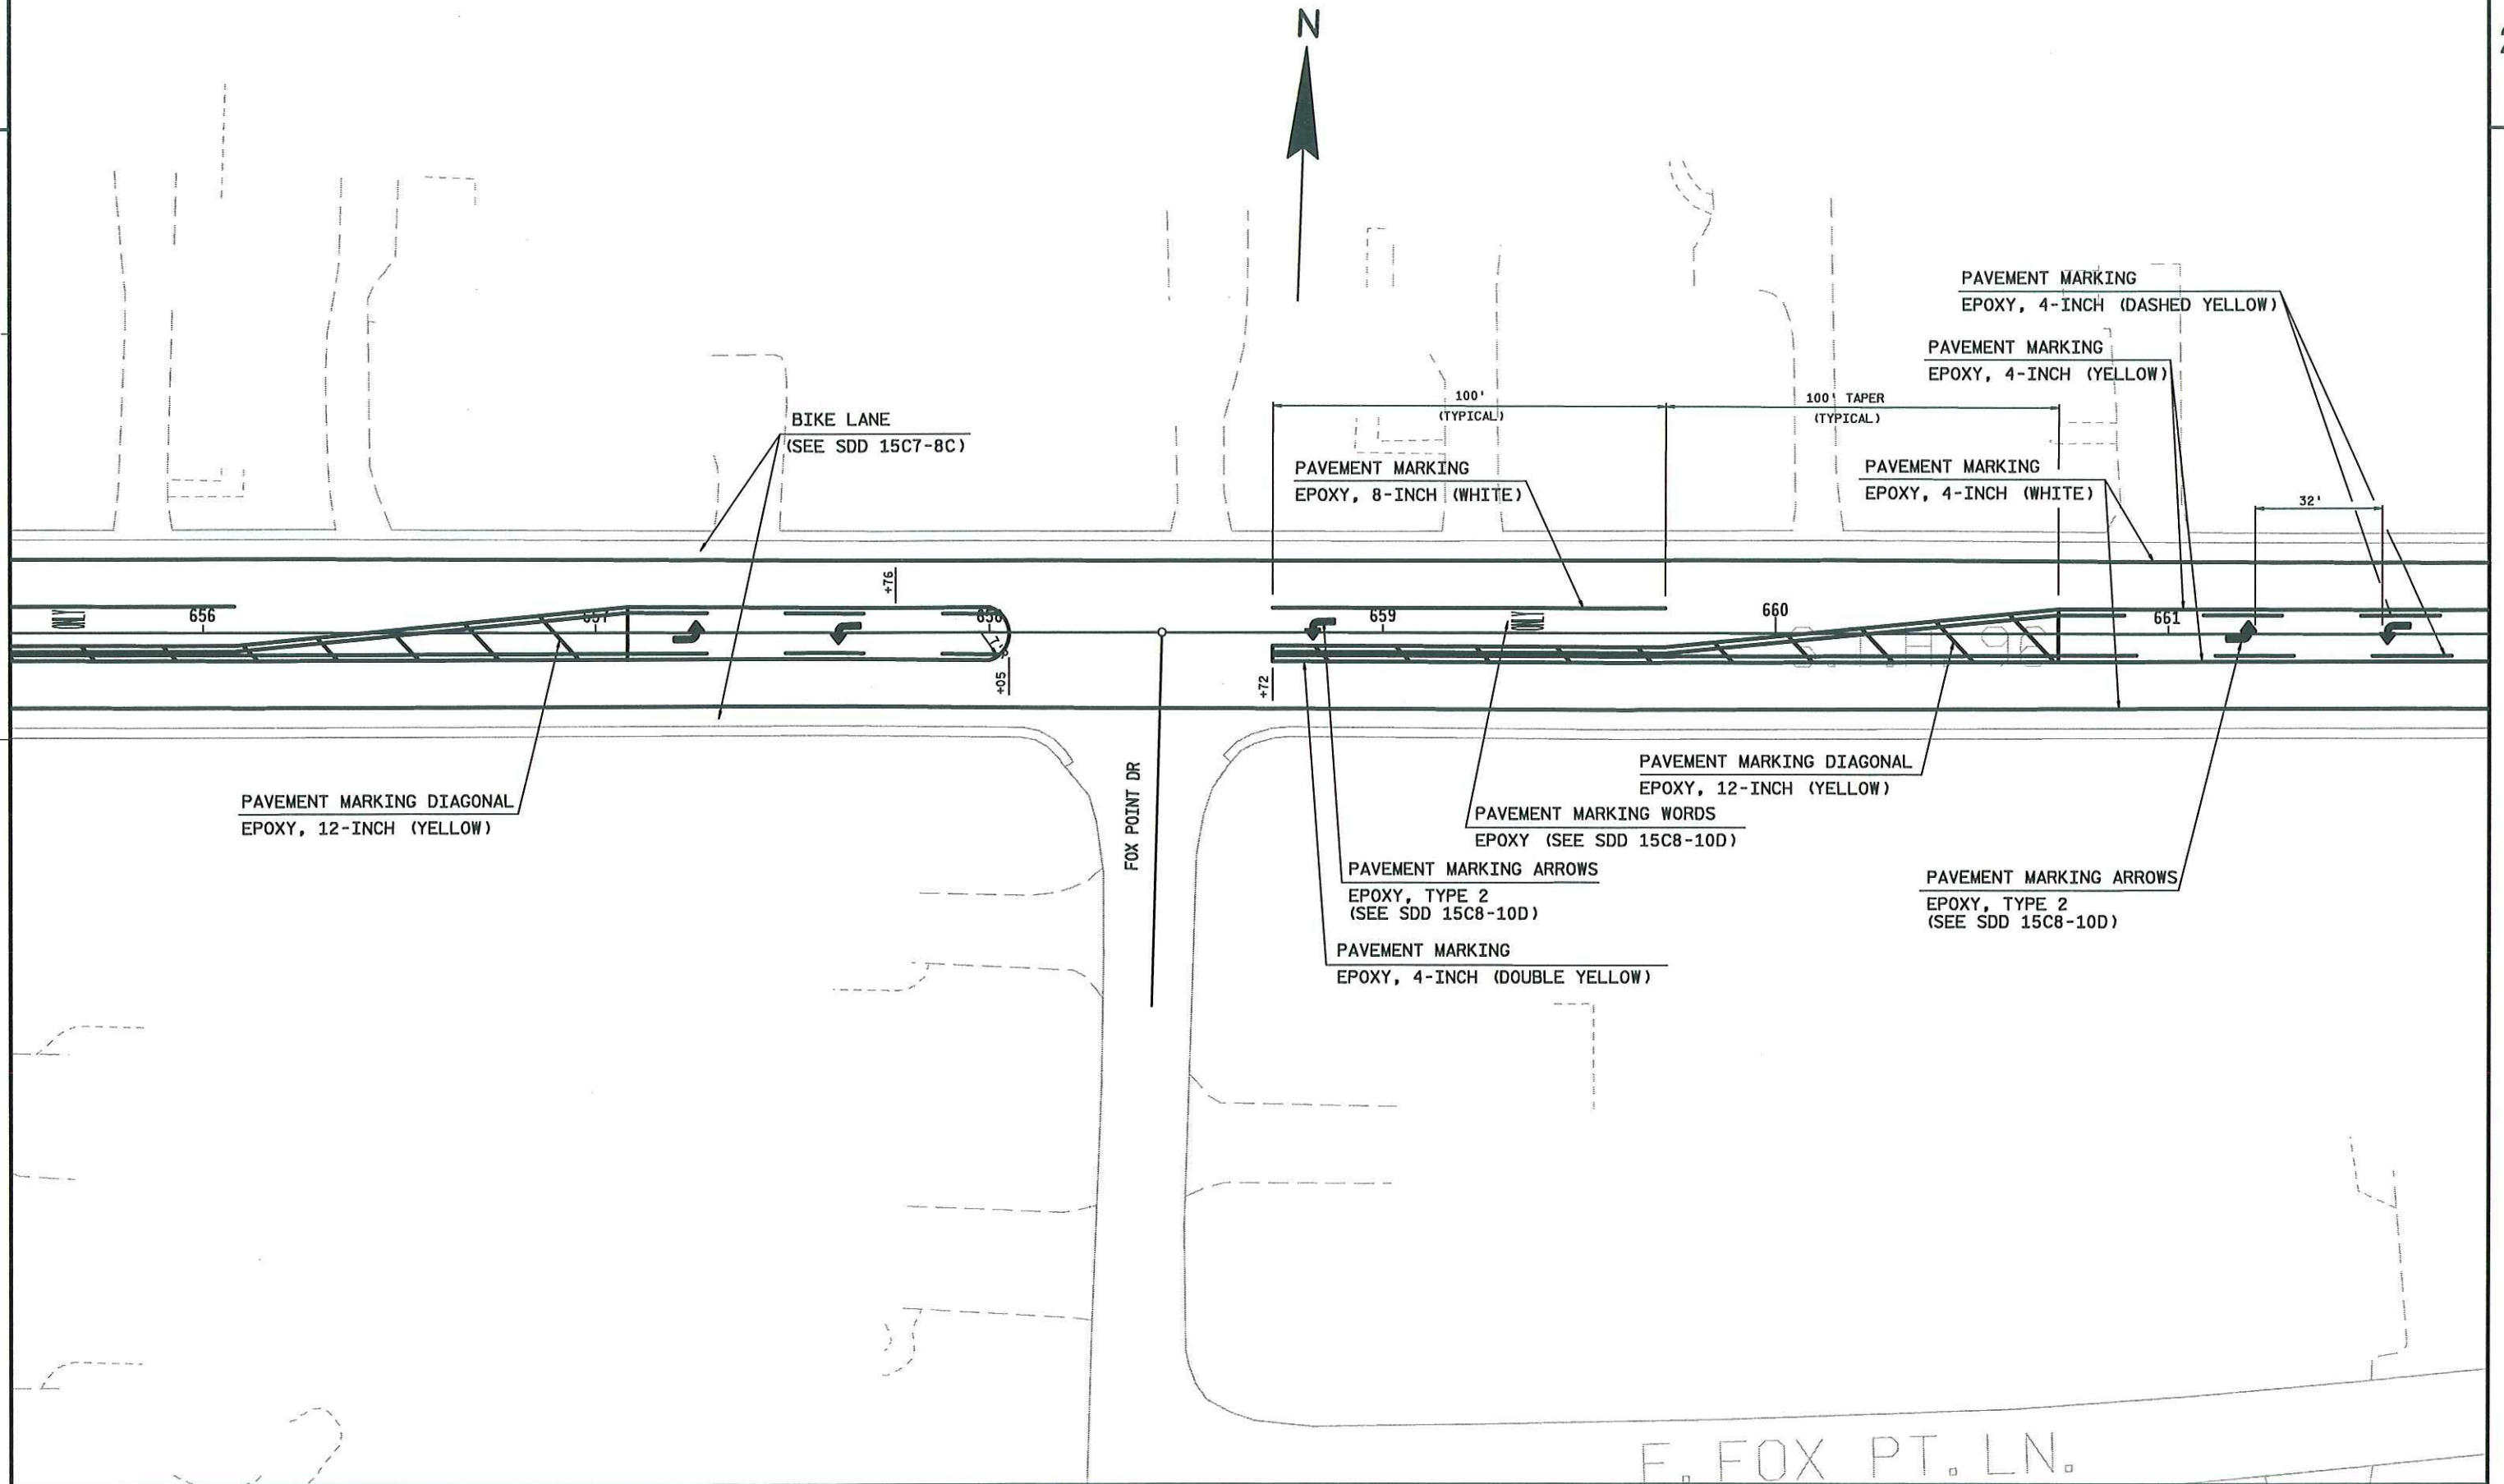 N
PAVEMENT MARKING
EPOXY, 4-INCH (DASHED YELLOW)
PAVEMENT MARKING
EPOXY, 4-INCH (YELLOW)
100'
(TYPICAL)
100' TAPER
(TYPICAL)
BIKE LANE
(SEE SDD 15C7-8C)
PAVEMENT MARKING
EPOXY, 8-INCH (WHITE)
PAVEMENT MARKING
EPOXY, 4-INCH (WHITE)
32'
+76
ONLY
656
657
658
659
ONLY
660
661
+05
+72
PAVEMENT MARKING DIAGONAL
EPOXY, 12-INCH (YELLOW)
FOX POINT DR
PAVEMENT MARKING DIAGONAL
EPOXY, 12-INCH (YELLOW)
PAVEMENT MARKING WORDS
EPOXY (SEE SDD 15C8-10D)
PAVEMENT MARKING ARROWS
EPOXY, TYPE 2
(SEE SDD 15C8-10D)
PAVEMENT MARKING ARROWS
EPOXY, TYPE 2
(SEE SDD 15C8-10D)
PAVEMENT MARKING
EPOXY, 4-INCH (DOUBLE YELLOW)
E. FOX PT. LN.